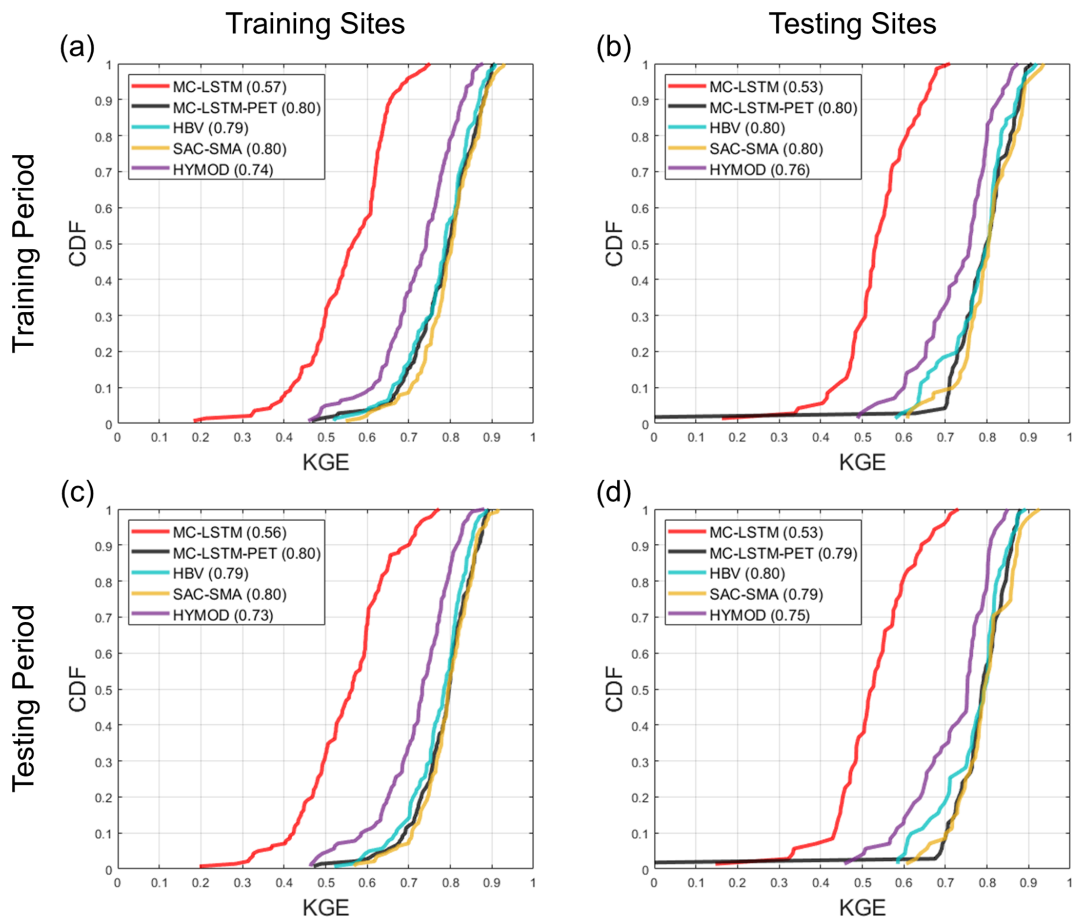 Training Sites
Testing Sites
(a)
(b)
Training Period
CDF
1
0.9
0.8
0.7
0.6
0.5
0.4
0.3
0.2
0.1
0
MC-LSTM (0.57)
MC-LSTM-PET (0.80)
HBV (0.79)
SAC-SMA (0.80)
HYMOD (0.74)
0 0.1 0.2 0.3 0.4 0.5 0.6 0.7 0.8 0.9 1
KGE
CDF
1
0.9
0.8
0.7
0.6
0.5
0.4
0.3
0.2
0.1
0
MC-LSTM (0.53)
MC-LSTM-PET (0.80)
HBV (0.80)
SAC-SMA (0.80)
HYMOD (0.76)
0 0.1 0.2 0.3 0.4 0.5 0.6 0.7 0.8 0.9 1
KGE
(c)
(d)
Testing Period
CDF
1
0.9
0.8
0.7
0.6
0.5
0.4
0.3
0.2
0.1
0
MC-LSTM (0.56)
MC-LSTM-PET (0.80)
HBV (0.79)
SAC-SMA (0.80)
HYMOD (0.73)
0 0.1 0.2 0.3 0.4 0.5 0.6 0.7 0.8 0.9 1
KGE
CDF
1
0.9
0.8
0.7
0.6
0.5
0.4
0.3
0.2
0.1
0
MC-LSTM (0.53)
MC-LSTM-PET (0.79)
HBV (0.80)
SAC-SMA (0.79)
HYMOD (0.75)
0 0.1 0.2 0.3 0.4 0.5 0.6 0.7 0.8 0.9 1
KGE